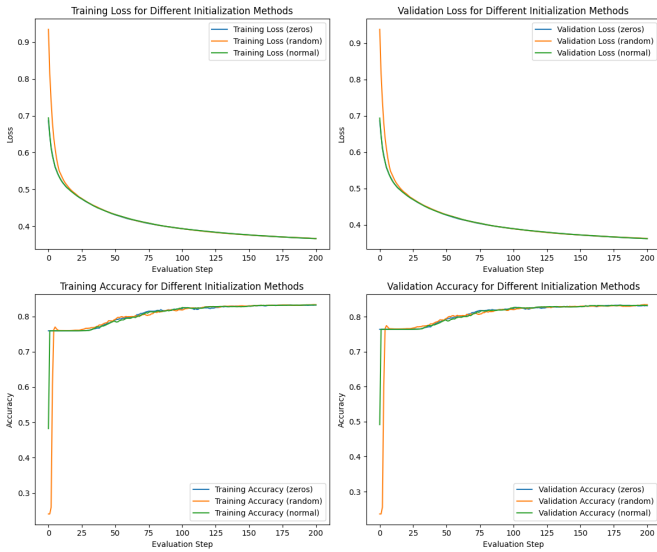 Training Loss for Different Initialization Methods
Training Loss (zeros)
Training Loss (random)
Training Loss (normal)
0.9
0.8
0.7
0.6
0.5
0.4
Loss
0 25 50 75 100 125 150 175 200
Evaluation Step
Validation Loss for Different Initialization Methods
Validation Loss (zeros)
Validation Loss (random)
Validation Loss (normal)
0.9
0.8
0.7
0.6
0.5
0.4
Loss
0 25 50 75 100 125 150 175 200
Evaluation Step
Training Accuracy for Different Initialization Methods
0.8
0.7
0.6
0.5
0.4
0.3
Accuracy
Training Accuracy (zeros)
Training Accuracy (random)
Training Accuracy (normal)
0 25 50 75 100 125 150 175 200
Evaluation Step
Validation Accuracy for Different Initialization Methods
0.8
0.7
0.6
0.5
0.4
0.3
Accuracy
Validation Accuracy (zeros)
Validation Accuracy (random)
Validation Accuracy (normal)
0 25 50 75 100 125 150 175 200
Evaluation Step